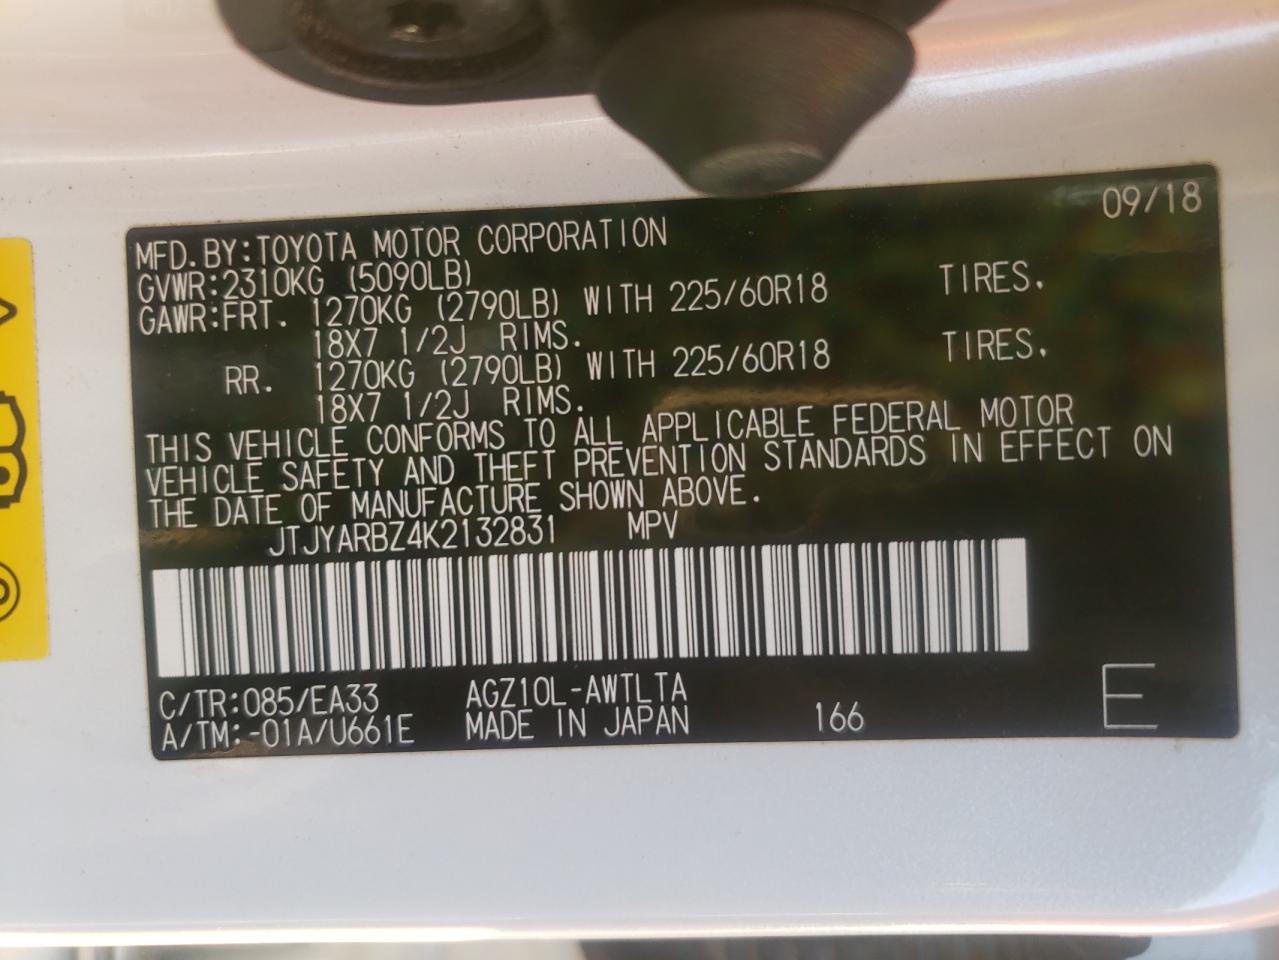 09/18
MFD.BY:TOYOTA MOTOR CORPORATION
GVWR:2310KG (5090LB)
GAWR:FRT. 1270KG (2790LB) WITH 225/60R18 TIRES.
18X7 1/2J RIMS.
RR. 1270KG (2790LB) WITH 225/60R18 TIRES.
18X7 1/2J RIMS.
THIS VEHICLE CONFORMS TO ALL APPLICABLE FEDERAL MOTOR
VEHICLE SAFETY AND THEFT PREVENTION STANDARDS IN EFFECT ON
THE DATE OF MANUFACTURE SHOWN ABOVE.
JTJYARBZ4K2132831 MPV
C/TR:085/EA33 AGZ10L-AWTLTA
A/TM:-01A/U661E MADE IN JAPAN 166 E